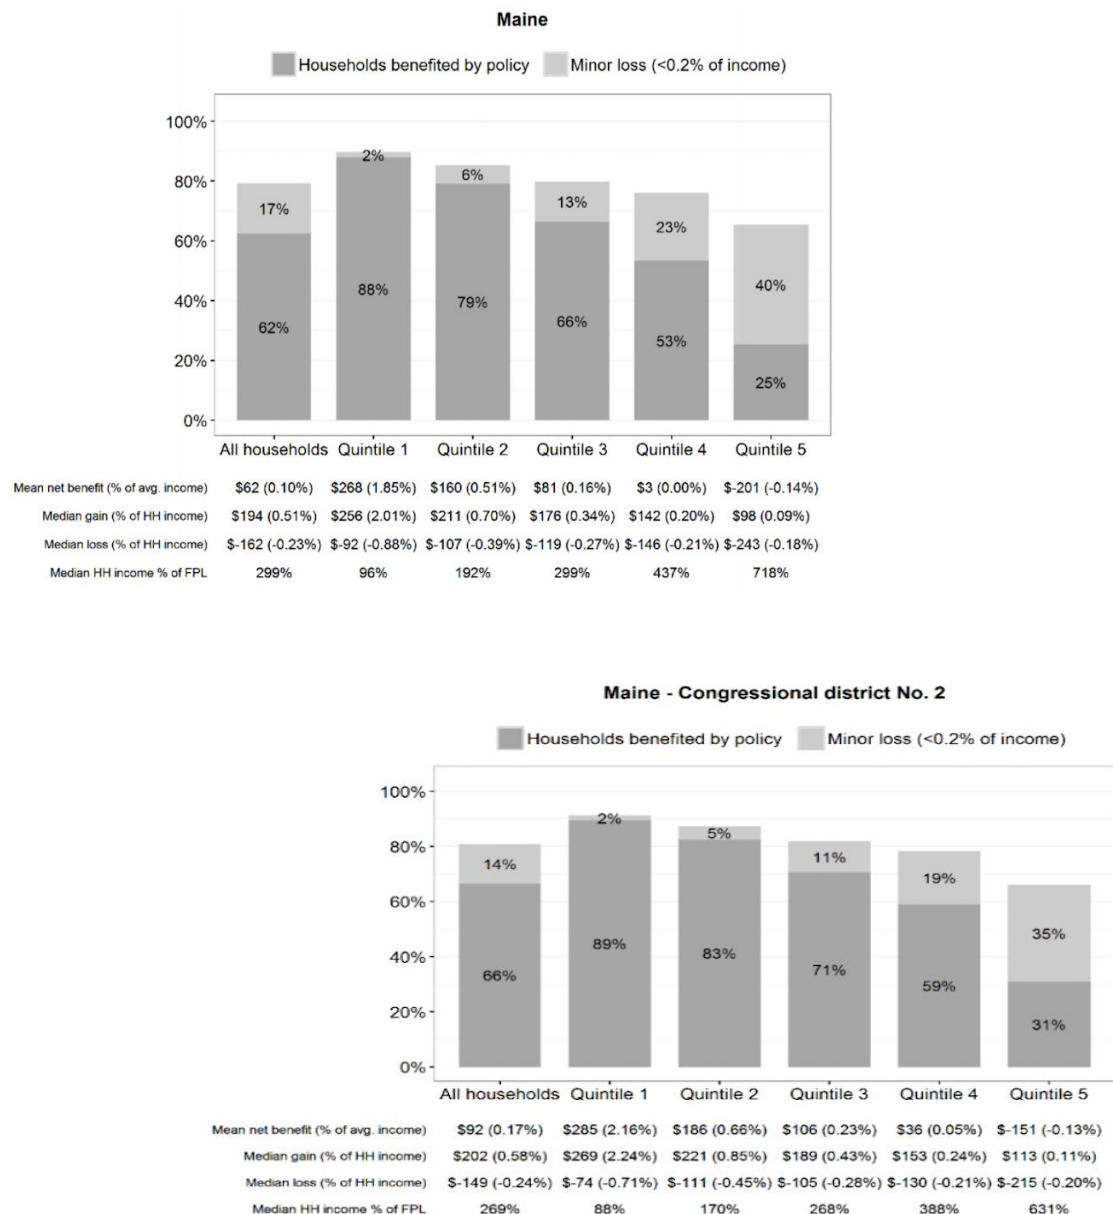 Maine
Households benefited by policy Minor loss (<0.2% of income)
100%
80%
60%
40%
20%
0%
17% 2% 6% 13% 23% 40%
62% 88% 79% 66% 53% 25%
All households Quintile 1 Quintile 2 Quintile 3 Quintile 4 Quintile 5
Mean net benefit (% of avg. income) $62 (0.10%) $268 (1.85%) $160 (0.51%) $81 (0.16%) $3 (0.00%) $-201 (-0.14%)
Median gain (% of HH income) $194 (0.51%) $256 (2.01%) $211 (0.70%) $176 (0.34%) $142 (0.20%) $98 (0.09%)
Median loss (% of HH income) $-162 (-0.23%) $-92 (-0.88%) $-107 (-0.39%) $-119 (-0.27%) $-146 (-0.21%) $-243 (-0.18%)
Median HH income % of FPL 299% 96% 192% 299% 437% 718%
Maine - Congressional district No. 2
Households benefited by policy Minor loss (<0.2% of income)
100%
80%
60%
40%
20%
0%
14% 2% 5% 11% 19% 35%
66% 89% 83% 71% 59% 31%
All households Quintile 1 Quintile 2 Quintile 3 Quintile 4 Quintile 5
Mean net benefit (% of avg. income) $92 (0.17%) $285 (2.16%) $186 (0.66%) $106 (0.23%) $36 (0.05%) $-151 (-0.13%)
Median gain (% of HH income) $202 (0.58%) $269 (2.24%) $221 (0.85%) $189 (0.43%) $153 (0.24%) $113 (0.11%)
Median loss (% of HH income) $-149 (-0.24%) $-74 (-0.71%) $-111 (-0.45%) $-105 (-0.28%) $-130 (-0.21%) $-215 (-0.20%)
Median HH income % of FPL 269% 88% 170% 268% 388% 631%